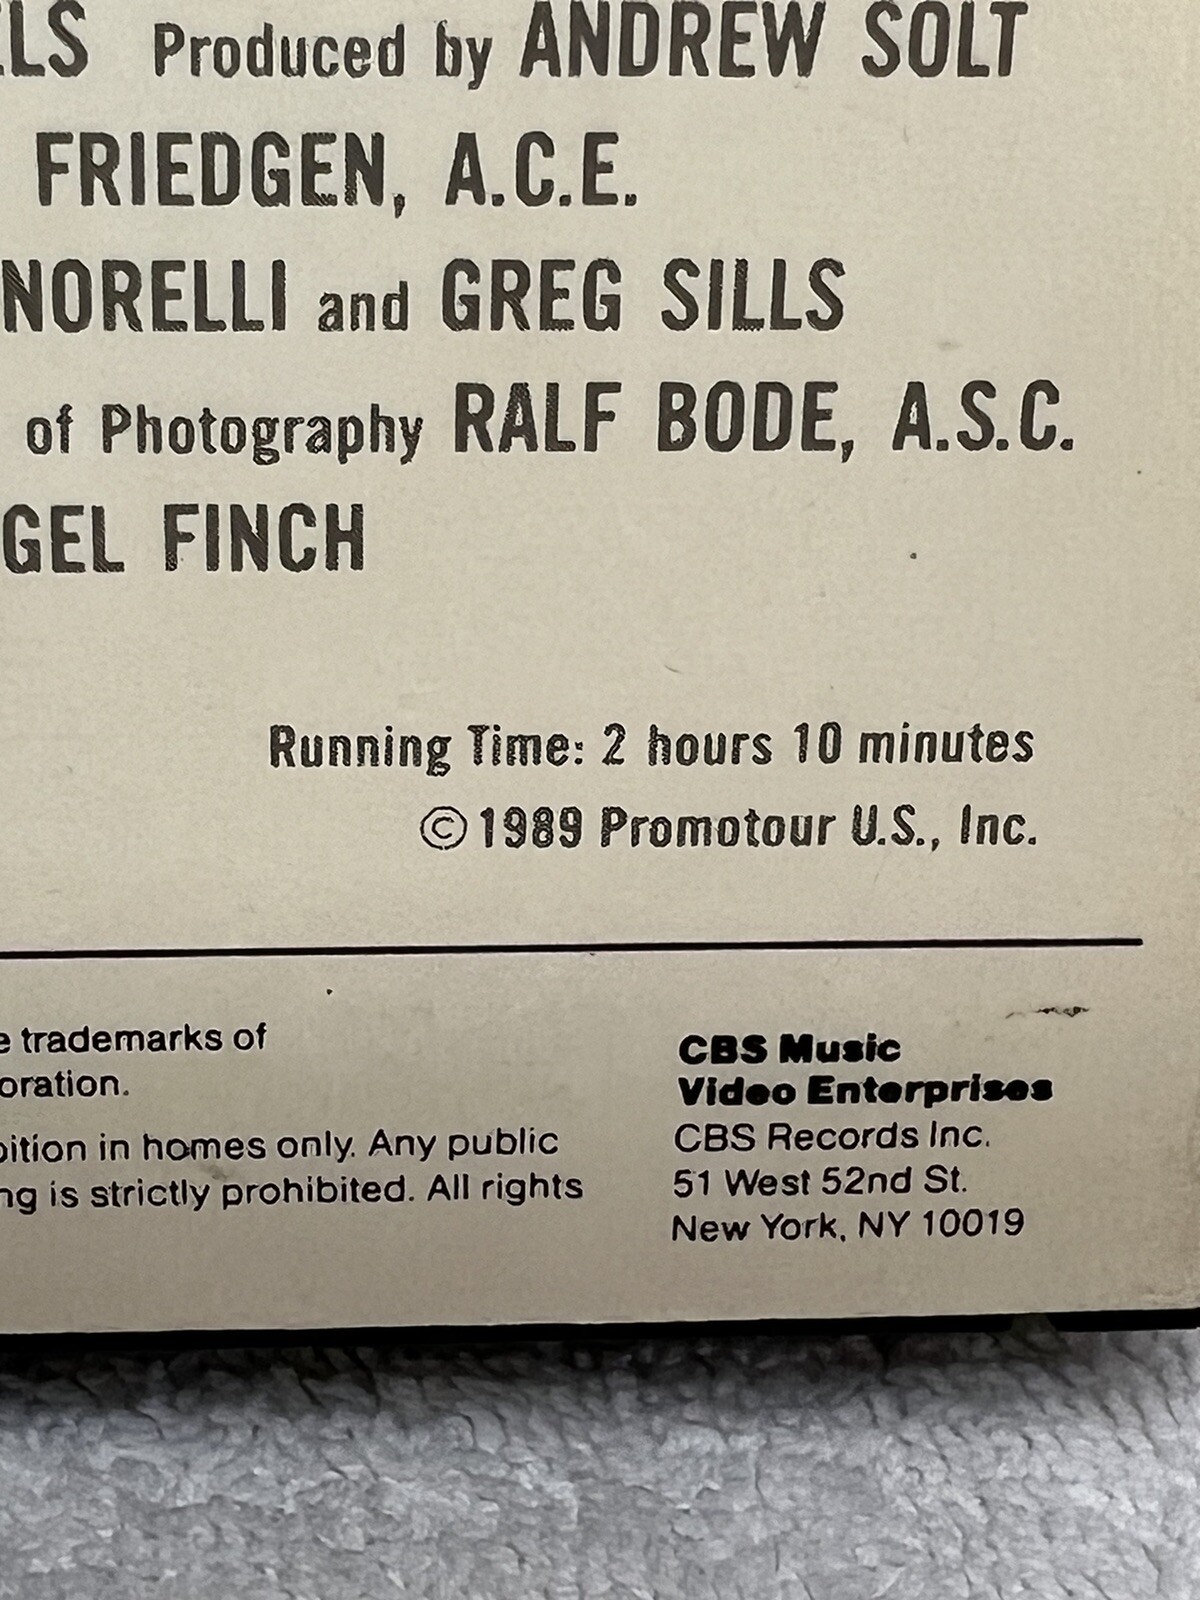 ELS Produced by ANDREW SOLT
FRIEDGEN, A.C.E.
NORELLI and GREG SILLS
of Photography RALF BODE, A.S.C.
GEL FINCH
Running Time: 2 hours 10 minutes
© 1989 Promotour U.S., Inc.
e trademarks of
oration.
bition in homes only. Any public
ng is strictly prohibited. All rights
CBS Music
Video Enterprises
CBS Records Inc.
51 West 52nd St.
New York, NY 10019